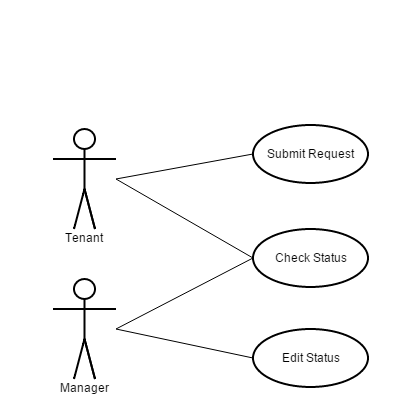 Submit Request
Tenant
Check Status
Edit Status
Manager